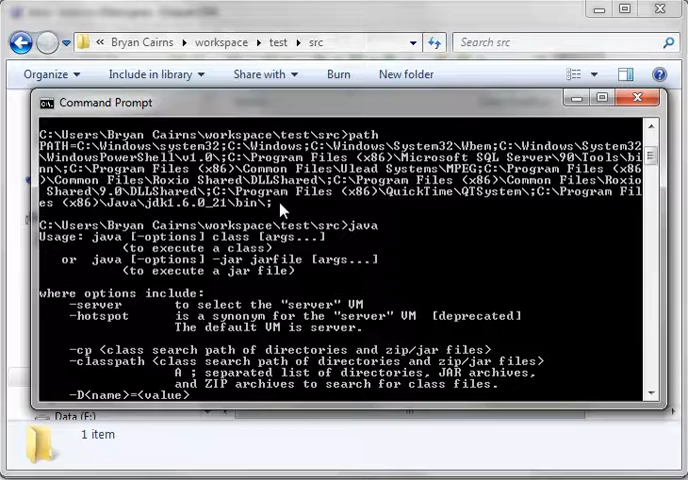 « Bryan Cairns ▸ workspace ▸ test ▸ src
Search src
Organize
Include in library
Share with
Burn
New folder
Command Prompt
C:\Users\Bryan Cairns\workspace\test\src>path
PATH=C:\Windows\system32;C:\Windows;C:\Windows\System32\Wbem;C:\Windows\System32
\WindowsPowerShell\v1.0\;C:\Program Files (x86)\Microsoft SQL Server\90\Tools\bi
nn\;C:\Program Files (x86)\Common Files\Ulead Systems\MPEG;C:\Program Files (x86
)\Common Files\Roxio Shared\DLLShared\;C:\Program Files (x86)\Common Files\Roxio
Shared\9.0\DLLShared\;C:\Program Files (x86)\QuickTime\QTSystem\;C:\Program Fil
es (x86)\Java\jdk1.6.0_21\bin\;
C:\Users\Bryan Cairns\workspace\test\src>java
Usage: java [-options] class [args...]
(to execute a class)
or java [-options] -jar jarfile [args...]
(to execute a jar file)
where options include:
-server to select the "server" VM
-hotspot is a synonym for the "server" VM [deprecated]
The default VM is server.
-cp <class search path of directories and zip/jar files>
-classpath <class search path of directories and zip/jar files>
A ; separated list of directories, JAR archives,
and ZIP archives to search for class files.
-D<name>=<value>
Data (F:)
1 item